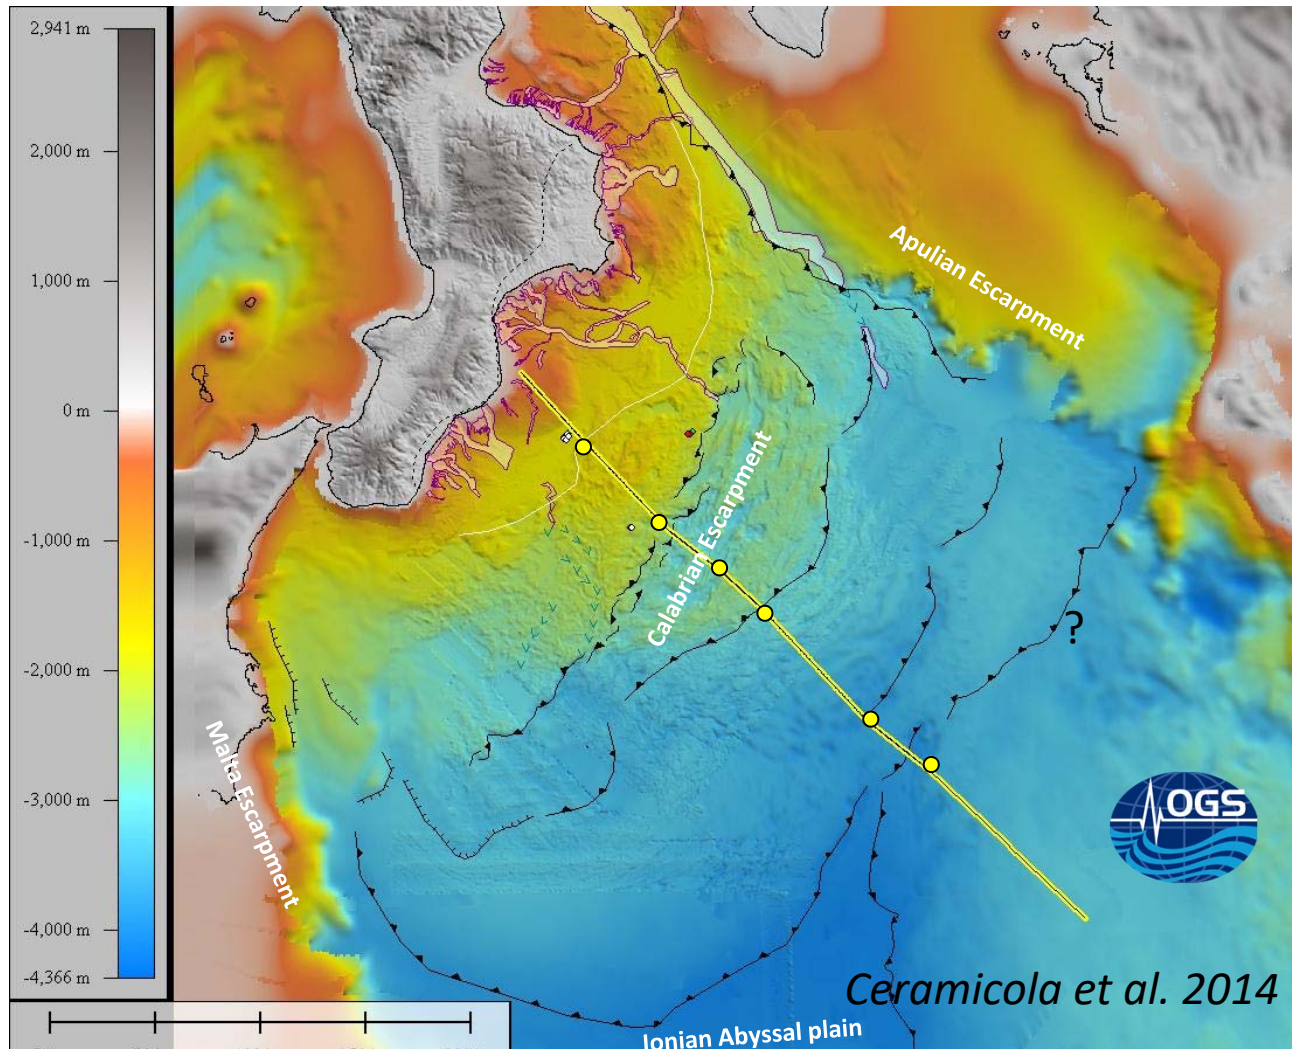 2,941 m
2,000 m
1,000 m
0 m
-1,000 m
-2,000 m
-3,000 m
-4,000 m
-4,366 m
Apulian Escarpment
Calabrian Escarpment
?
Malta Escarpment
OGS
Ceramicola et al. 2014
Ionian Abyssal plain